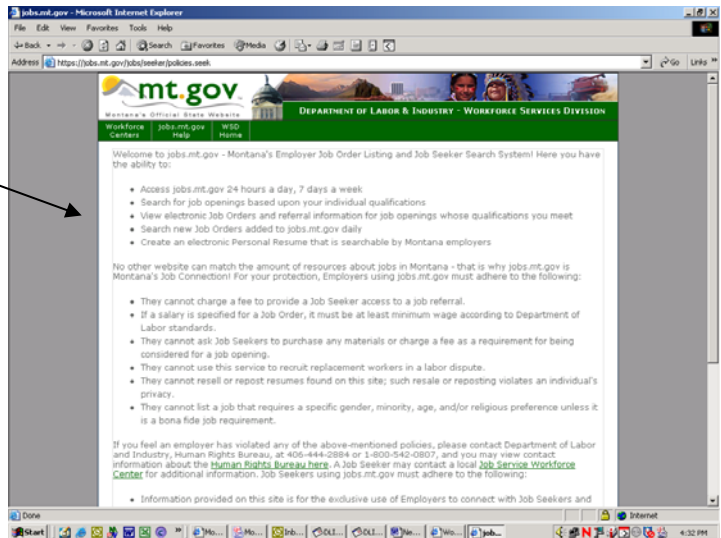 jobs.mt.gov - Microsoft Internet Explorer
File Edit View Favorites Tools Help
Back Search Favorites Media
Address https://jobs.mt.gov/jobs/seeker/policies.seek Go Links »
mt.gov
Montana's Official State Website
DEPARTMENT OF LABOR & INDUSTRY - WORKFORCE SERVICES DIVISION
Workforce Centers jobs.mt.gov Help WSD Home
Welcome to jobs.mt.gov - Montana's Employer Job Order Listing and Job Seeker Search System! Here you have
the ability to:
• Access jobs.mt.gov 24 hours a day, 7 days a week
• Search for job openings based upon your individual qualifications
• View electronic Job Orders and referral information for job openings whose qualifications you meet
• Search new Job Orders added to jobs.mt.gov daily
• Create an electronic Personal Resume that is searchable by Montana employers
No other website can match the amount of resources about jobs in Montana - that is why jobs.mt.gov is
Montana's Job Connection! For your protection, Employers using jobs.mt.gov must adhere to the following:
• They cannot charge a fee to provide a Job Seeker access to a job referral.
• If a salary is specified for a Job Order, it must be at least minimum wage according to Department of
Labor standards.
• They cannot ask Job Seekers to purchase any materials or charge a fee as a requirement for being
considered for a job opening.
• They cannot use this service to recruit replacement workers in a labor dispute.
• They cannot resell or repost resumes found on this site; such resale or reposting violates an individual's
privacy.
• They cannot list a job that requires a specific gender, minority, age, and/or religious preference unless it
is a bona fide job requirement.
If you feel an employer has violated any of the above-mentioned policies, please contact Department of Labor
and Industry, Human Rights Bureau, at 406-444-2884 or 1-800-542-0807, and you may view contact
information about the Human Rights Bureau here. A Job Seeker may contact a local Job Service Workforce
Center for additional information. Job Seekers using jobs.mt.gov must adhere to the following:
• Information provided on this site is for the exclusive use of Employers to connect with Job Seekers and
Done Internet
Start » Mo... Mo... Inb... DLI... DLI... Ne... Wo... job... 4:32 PM